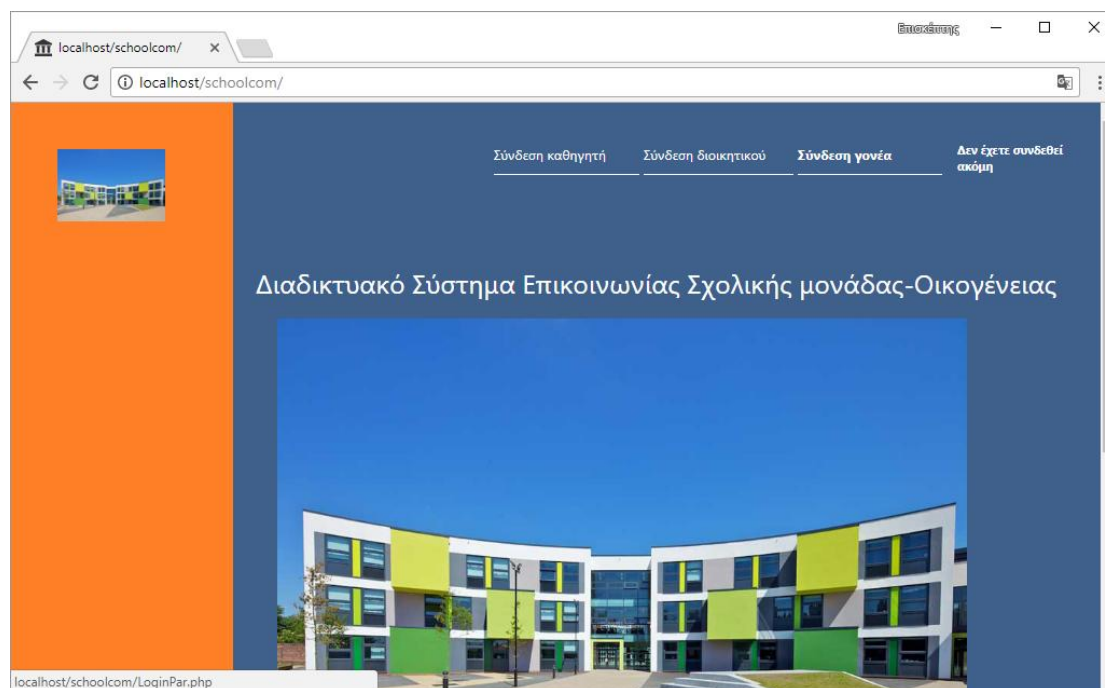 Επισκέπτης
localhost/schoolcom/
localhost/schoolcom/
Σύνδεση καθηγητή Σύνδεση διοικητικού Σύνδεση γονέα Δεν έχετε συνδεθεί
ακόμη
Διαδικτυακό Σύστημα Επικοινωνίας Σχολικής μονάδας-Οικογένειας
localhost/schoolcom/LoginPar.php